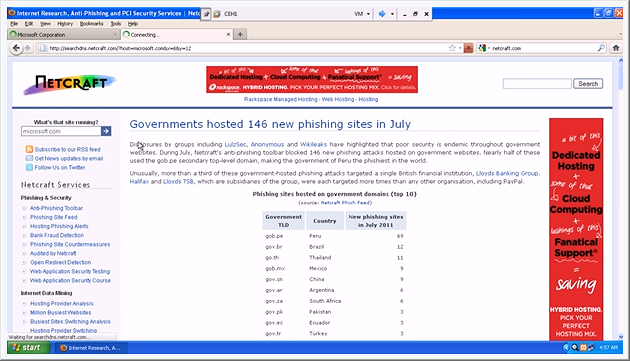 Internet Research, Anti-Phishing and PCI Security Services | Netc
CEH1
VM
File Edit View History Bookmarks Tools Help
Microsoft Corporation
Connecting...
http://searchdns.netcraft.com/?host=microsoft.com&x=6&y=12
netcraft.com
NETCRAFT
Dedicated Hosting + Cloud Computing + Fanatical Support = saving
rackspace HYBRID HOSTING. PICK YOUR PERFECT HOSTING MIX. Click for details.
Rackspace Managed Hosting - Web Hosting - Hosting
Search
What's that site running?
microsoft.com
Subscribe to our RSS feed
Get News updates by email
Follow Us on Twitter
Netcraft Services
Phishing & Security
Anti-Phishing Toolbar
Phishing Site Feed
Hosting Phishing Alerts
Bank Fraud Detection
Phishing Site Countermeasures
Audited by Netcraft
Open Redirect Detection
Web Application Security Testing
Web Application Security Course
Internet Data Mining
Hosting Provider Analysis
Million Busiest Websites
Busiest Sites Switching Analysis
Hosting Provider Switching
Governments hosted 146 new phishing sites in July
Disclosures by groups including LulzSec, Anonymous and Wikileaks have highlighted that poor security is endemic throughout government
websites. During July, Netcraft's anti-phishing toolbar blocked 146 new phishing attacks hosted on government websites. Nearly half of these
used the gob.pe secondary top-level domain, making the government of Peru the phishiest in the world.
Unusually, more than a third of these government-hosted phishing attacks targeted a single British financial institution, Lloyds Banking Group.
Halifax and Lloyds TSB, which are subsidiaries of the group, were each targeted more times than any other organisation, including PayPal.
Phishing sites hosted on government domains (top 10)
(source: Netcraft Phish Feed)
Government TLD Country New phishing sites in July 2011
gob.pe Peru 69
gov.br Brazil 12
go.th Thailand 11
gob.mx Mexico 9
gov.cn China 9
gov.ar Argentina 6
gov.za South Africa 6
gov.pk Pakistan 3
gov.ec Ecuador 3
gov.tr Turkey 3
a bit of this
Dedicated
Hosting
+
some of that
Cloud
Computing
+
lashings of this
Fanatical
Support
=
saving
HYBRID HOSTING.
PICK YOUR
PERFECT
HOSTING MIX.
Waiting for searchdns.netcraft.com...
start
Internet Research, A...
4:57 AM